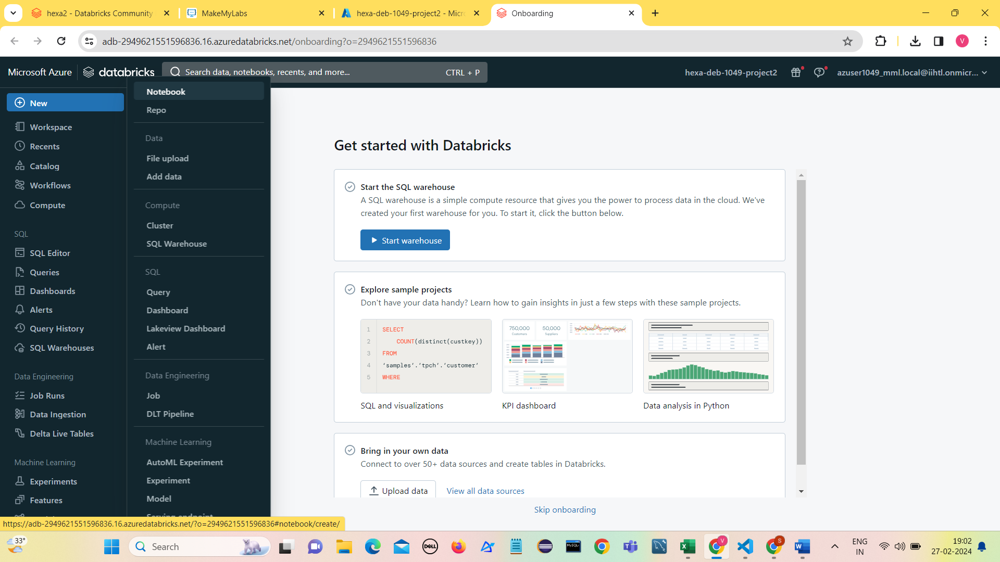 hexa2 - Databricks Community
MakeMyLabs
hexa-deb-1049-project2 - Micro
Onboarding
adb-2949621551596836.16.azuredatabricks.net/onboarding?o=2949621551596836
V
Microsoft Azure
databricks
Search data, notebooks, recents, and more...
CTRL + P
hexa-deb-1049-project2
azuser1049_mml.local@iihtl.onmicr...
New
Workspace
Recents
Catalog
Workflows
Compute
SQL
SQL Editor
Queries
Dashboards
Alerts
Query History
SQL Warehouses
Data Engineering
Job Runs
Data Ingestion
Delta Live Tables
Machine Learning
Experiments
Features
Notebook
Repo
Data
File upload
Add data
Compute
Cluster
SQL Warehouse
SQL
Query
Dashboard
Lakeview Dashboard
Alert
Data Engineering
Job
DLT Pipeline
Machine Learning
AutoML Experiment
Experiment
Model
Serving endpoint
Get started with Databricks
Start the SQL warehouse
A SQL warehouse is a simple compute resource that gives you the power to process data in the cloud. We've
created your first warehouse for you. To start it, click the button below.
Start warehouse
Explore sample projects
Don't have your data handy? Learn how to gain insights in just a few steps with these sample projects.
1 SELECT
2 COUNT(distinct(custkey))
3 FROM
4 ‘samples’.‘tpch’.‘customer’
5 WHERE
750,000
Customers
50,000
Suppliers
SQL and visualizations
KPI dashboard
Data analysis in Python
Bring in your own data
Connect to over 50+ data sources and create tables in Databricks.
Upload data
View all data sources
Skip onboarding
https://adb-2949621551596836.16.azuredatabricks.net/?o=2949621551596836#notebook/create/
33°
Search
DELL
MySQL
V
S
ENG
IN
19:02
27-02-2024